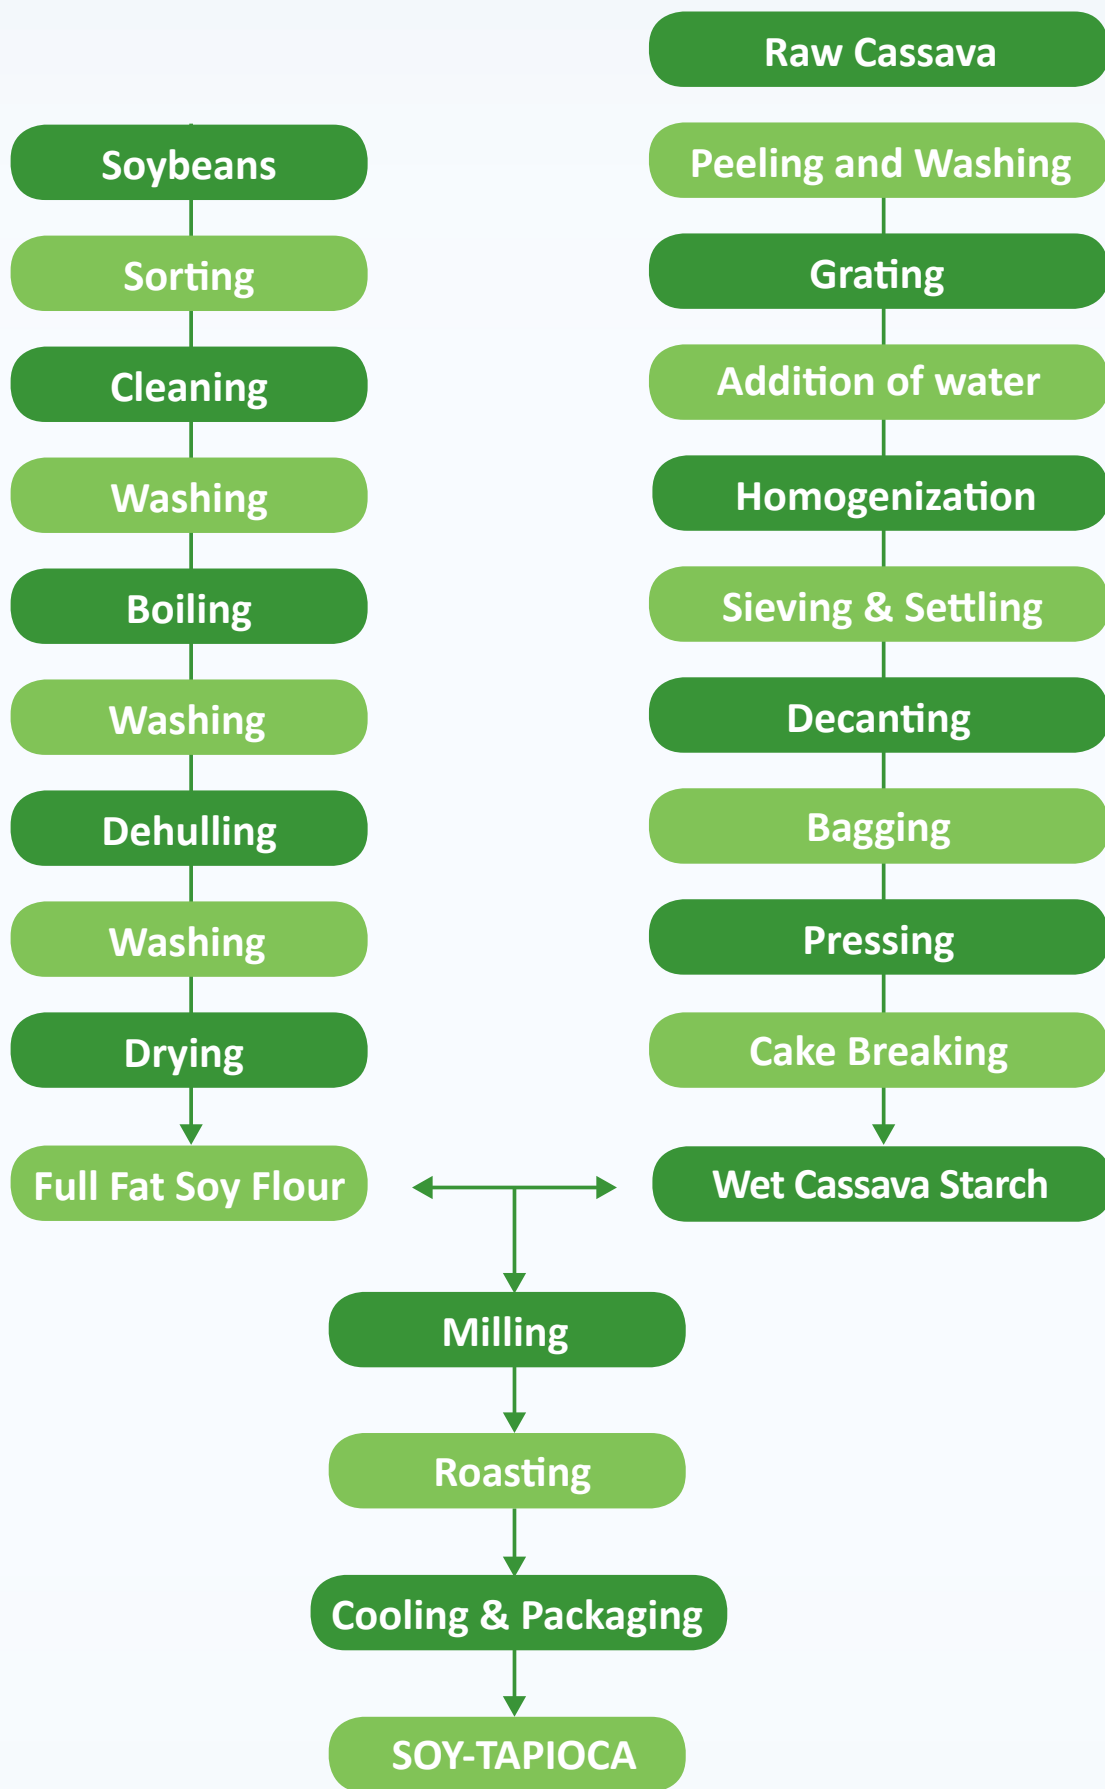 Raw Cassava
Peeling and Washing
Grating
Addition of water
Homogenization
Sieving & Settling
Decanting
Bagging
Pressing
Cake Breaking
Wet Cassava Starch
Soybeans
Sorting
Cleaning
Washing
Boiling
Washing
Dehulling
Washing
Drying
Full Fat Soy Flour
Milling
Roasting
Cooling & Packaging
SOY-TAPIOCA